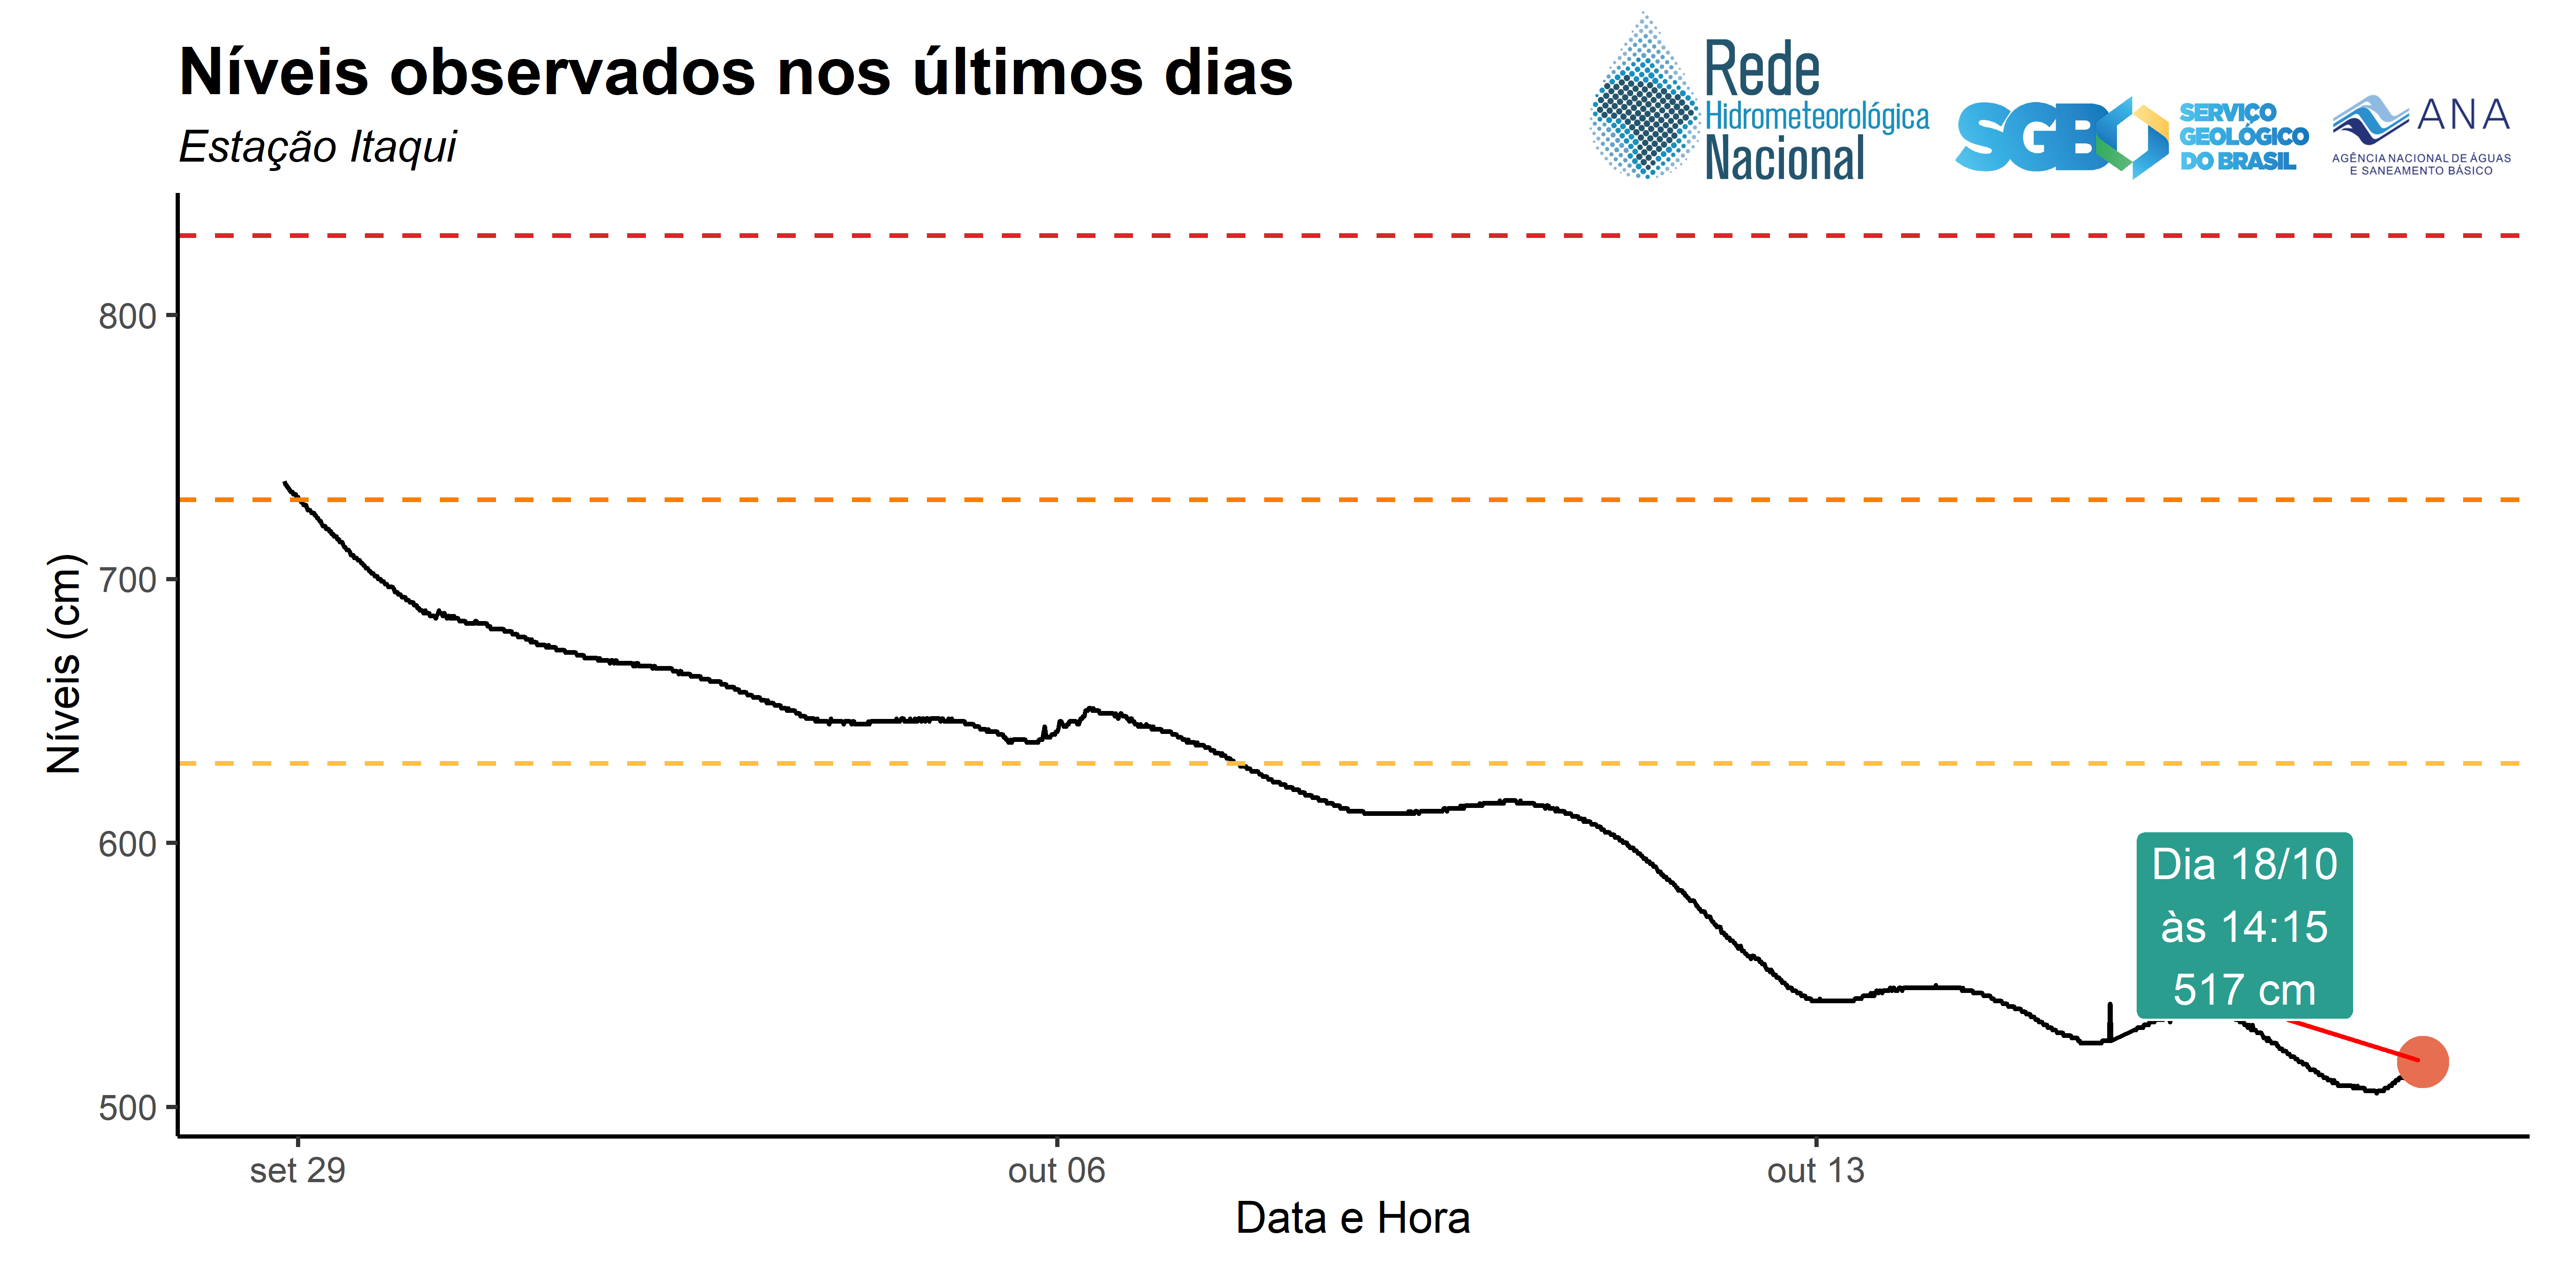 Níveis observados nos últimos dias
Estação Itaqui
Rede
Hidrometeorológica
Nacional
SGB
SERVIÇO
GEOLÓGICO
DO BRASIL
ANA
AGÊNCIA NACIONAL DE ÁGUAS
E SANEAMENTO BÁSICO
Níveis (cm)
800
700
600
500
Dia 18/10
às 14:15
517 cm
set 29
out 06
out 13
Data e Hora